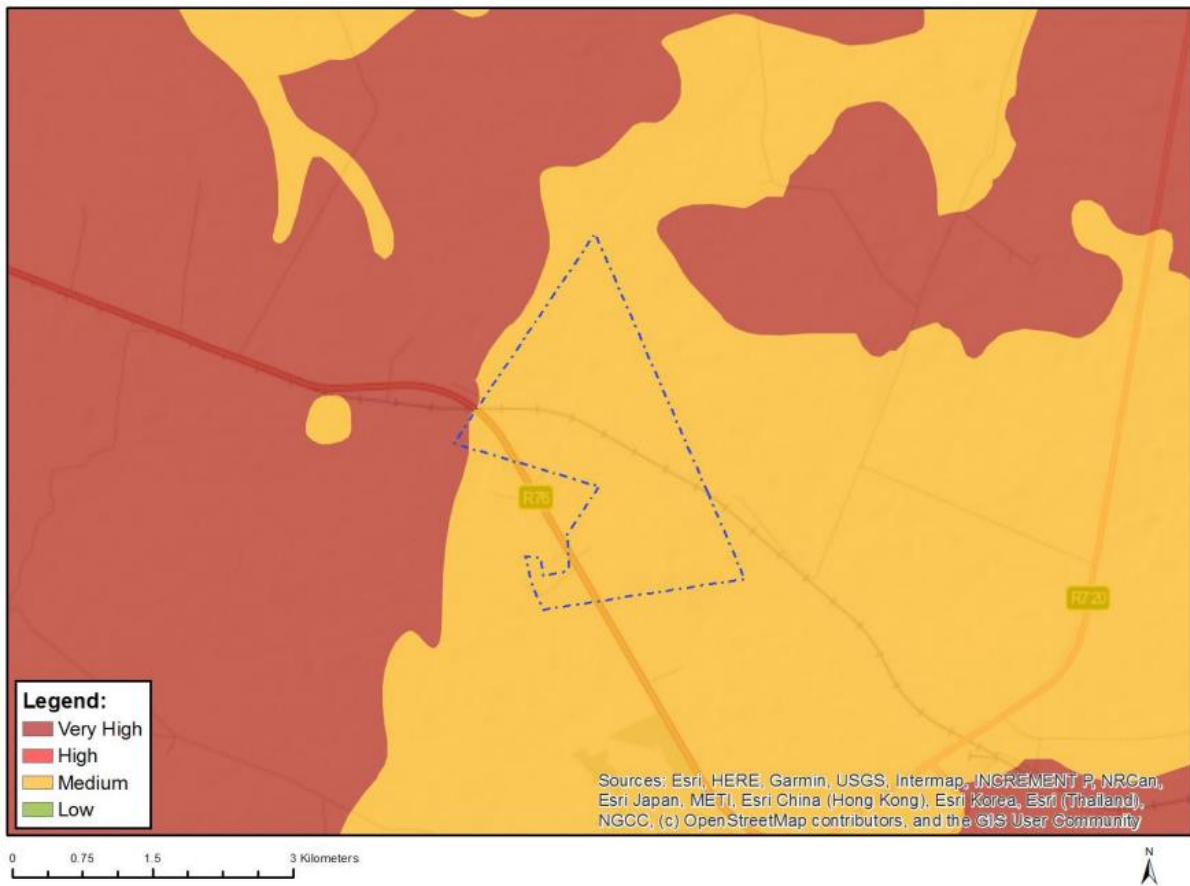 R76
R720
Legend:
Very High
High
Medium
Low
Sources: Esri, HERE, Garmin, USGS, Intermap, INCREMENT P, NRCan,
Esri Japan, METI, Esri China (Hong Kong), Esri Korea, Esri (Thailand),
NGCC, (c) OpenStreetMap contributors, and the GIS User Community
0 0.75 1.5 3 Kilometers
N